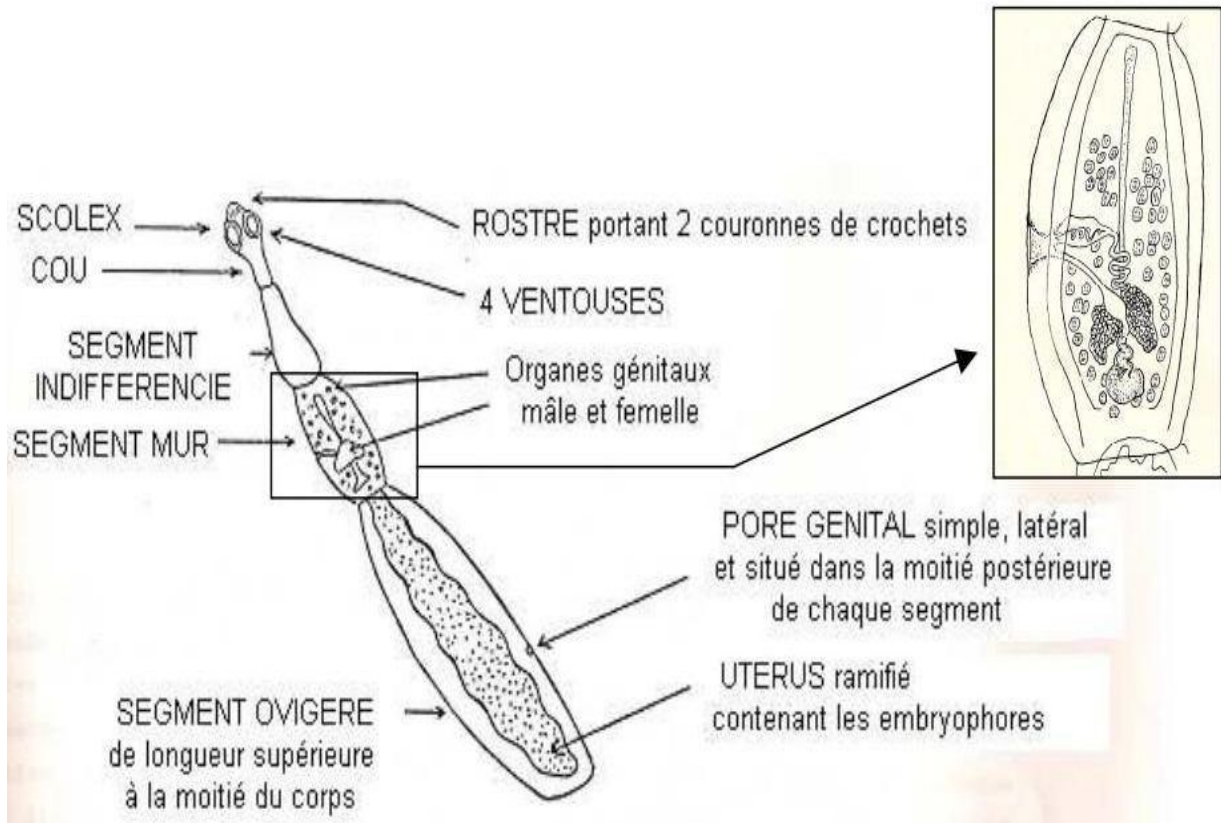 SCOLEX
COU
SEGMENT
INDIFFERENCIE
SEGMENT MUR
ROSTRE portant 2 couronnes de crochets
4 VENTOUSES
Organes génitaux
mâle et femelle
PORE GENITAL simple, latéral
et situé dans la moitié postérieure
de chaque segment
UTERUS ramifié
contenant les embryophores
SEGMENT OVIGERE
de longueur supérieure
à la moitié du corps